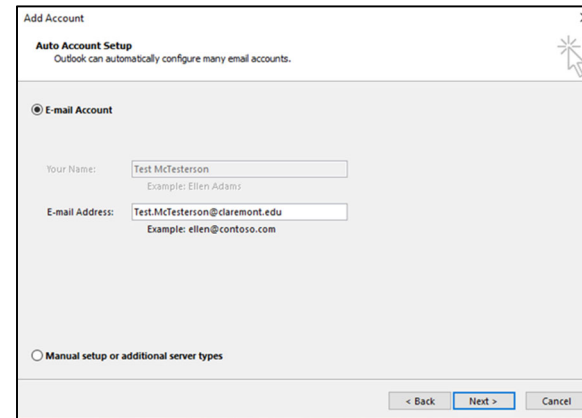 Add Account
Auto Account Setup
Outlook can automatically configure many email accounts.
E-mail Account
Your Name: Test McTesterson
Example: Ellen Adams
E-mail Address: Test.McTesterson@claremont.edu
Example: ellen@contoso.com
Manual setup or additional server types
< Back Next > Cancel